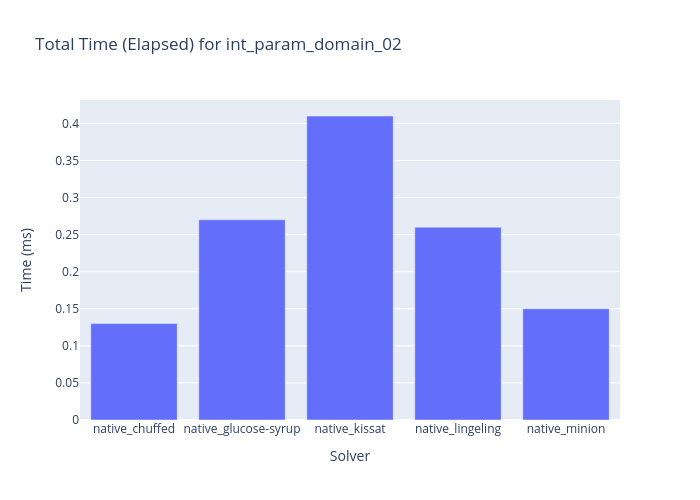 Total Time (Elapsed) for int_param_domain_02
Time (ms)
0.4
0.35
0.3
0.25
0.2
0.15
0.1
0.05
0
native_chuffed native_glucose-syrup native_kissat native_lingeling native_minion
Solver